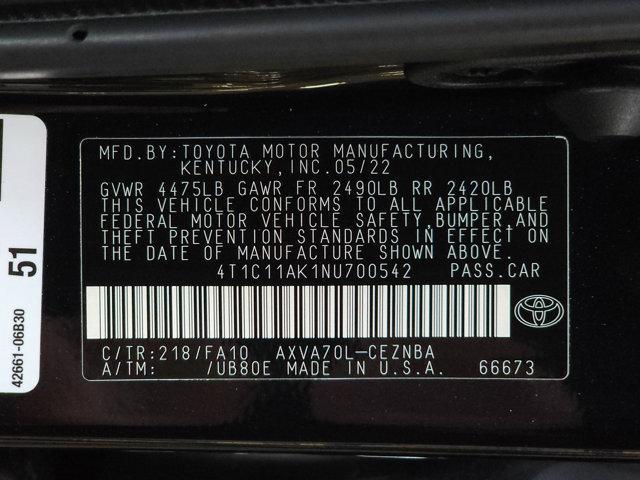 MFD.BY:TOYOTA MOTOR MANUFACTURING,
KENTUCKY,INC.05/22
GVWR 4475LB GAWR FR 2490LB RR 2420LB
THIS VEHICLE CONFORMS TO ALL APPLICABLE
FEDERAL MOTOR VEHICLE SAFETY,BUMPER,AND
THEFT PREVENTION STANDARDS IN EFFECT ON
THE DATE OF MANUFACTURE SHOWN ABOVE.
4T1C11AK1NU700542 PASS.CAR
C/TR:218/FA10 AXVA70L-CEZNBA
A/TM: /UB80E MADE IN U.S.A. 66673
51
42661-06B30